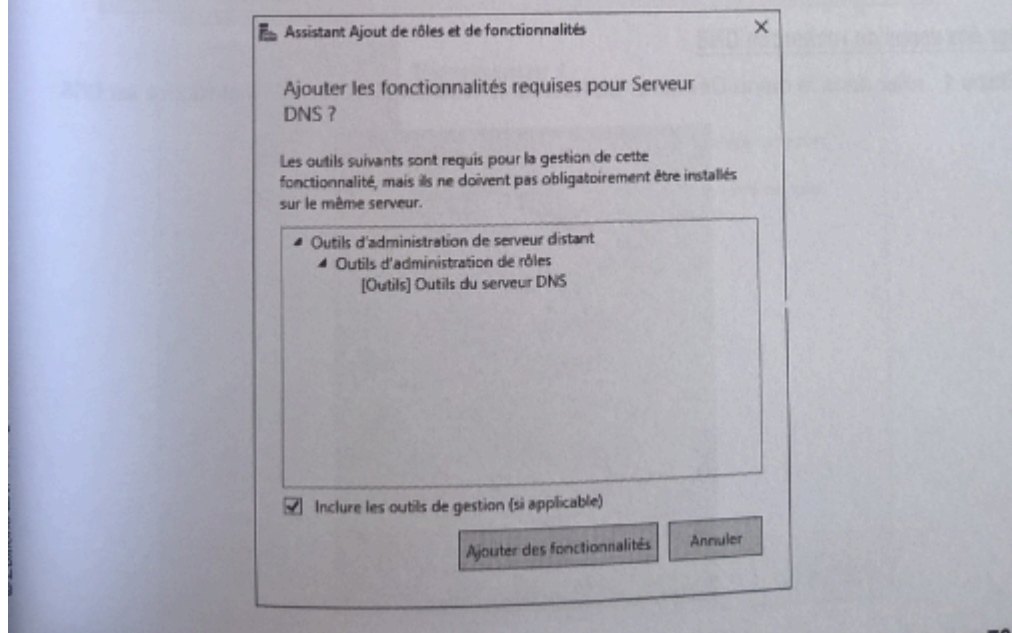 Assistant Ajout de rôles et de fonctionnalités
Ajouter les fonctionnalités requises pour Serveur
DNS ?
Les outils suivants sont requis pour la gestion de cette
fonctionnalité, mais ils ne doivent pas obligatoirement être installés
sur le même serveur.
Outils d'administration de serveur distant
Outils d'administration de rôles
[Outils] Outils du serveur DNS
Inclure les outils de gestion (si applicable)
Ajouter des fonctionnalités
Annuler